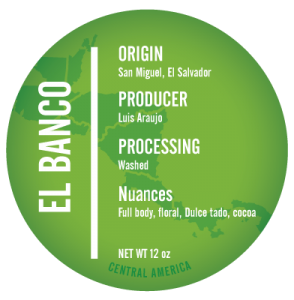 EL BANCO
ORIGIN
San Miguel, El Salvador
PRODUCER
Luis Araujo
PROCESSING
Washed
Nuances
Full body, floral, Dulce tado, cocoa
NET WT 12 oz
CENTRAL AMERICA